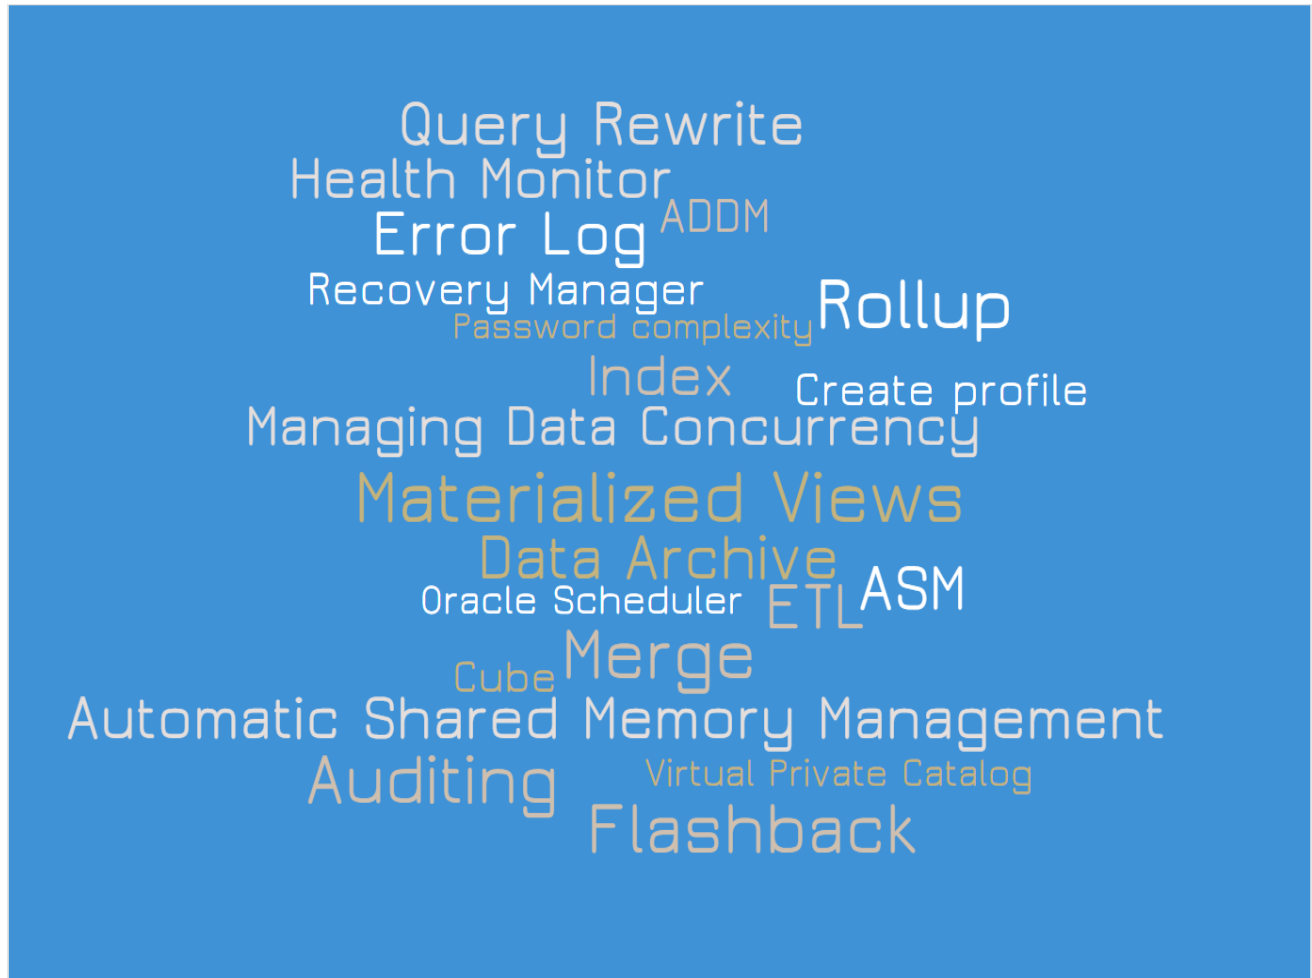 Query Rewrite
Health Monitor
ADDM
Error Log
Recovery Manager
Rollup
Password complexity
Index
Create profile
Managing Data Concurrency
Materialized Views
Data Archive
ASM
Oracle Scheduler
ETL
Merge
Cube
Automatic Shared Memory Management
Auditing
Virtual Private Catalog
Flashback